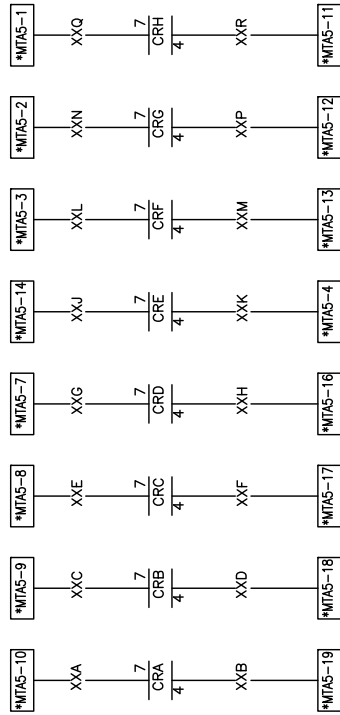 *MTA5-1 XXQ 7 CRH 4 XXR *MTA5-11
*MTA5-2 XXN 7 CRG 4 XXP *MTA5-12
*MTA5-3 XXL 7 CRF 4 XXM *MTA5-13
*MTA5-14 XXJ 7 CRE 4 XXK *MTA5-4
*MTA5-7 XXG 7 CRD 4 XXH *MTA5-16
*MTA5-8 XXE 7 CRC 4 XXF *MTA5-17
*MTA5-9 XXC 7 CRB 4 XXD *MTA5-18
*MTA5-10 XXA 7 CRA 4 XXB *MTA5-19